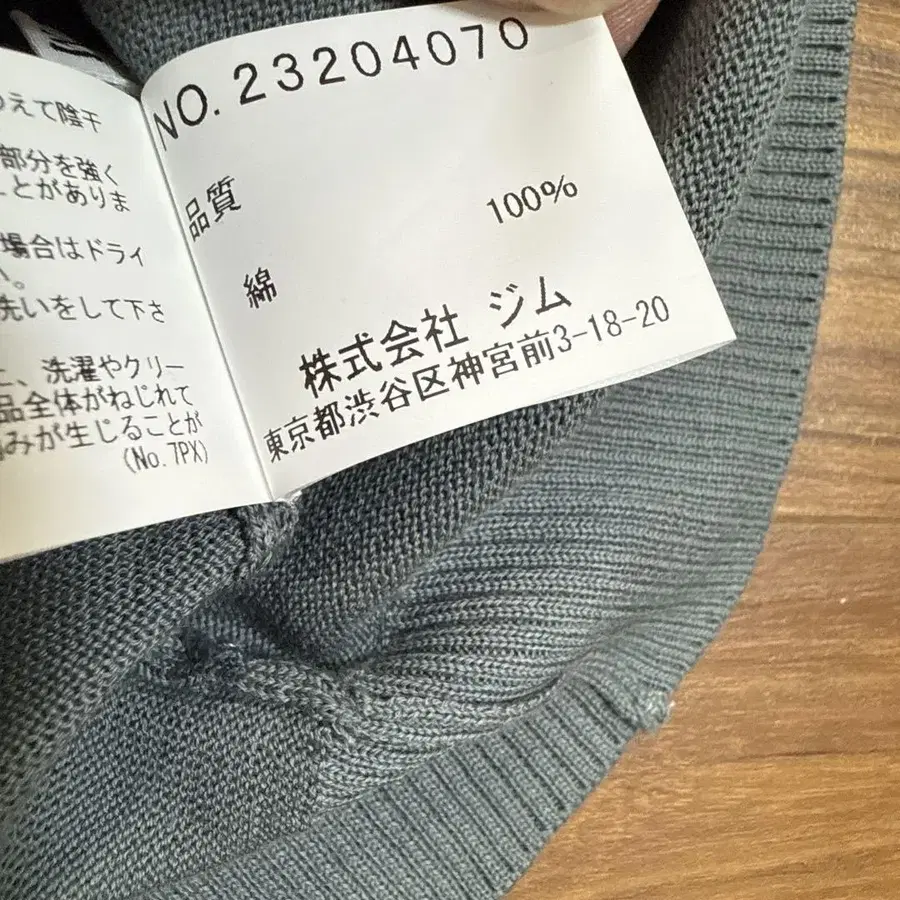 えて陰干
部分を強く
とがありま
場合はドライ
い。
洗いをして下さ
に、洗濯やクリー
品全体がねじれて
みが生じることが
(No.7PX)
NO.23204070
品質
100%
綿
株式会社 ジム
東京都渋谷区神宮前3-18-20